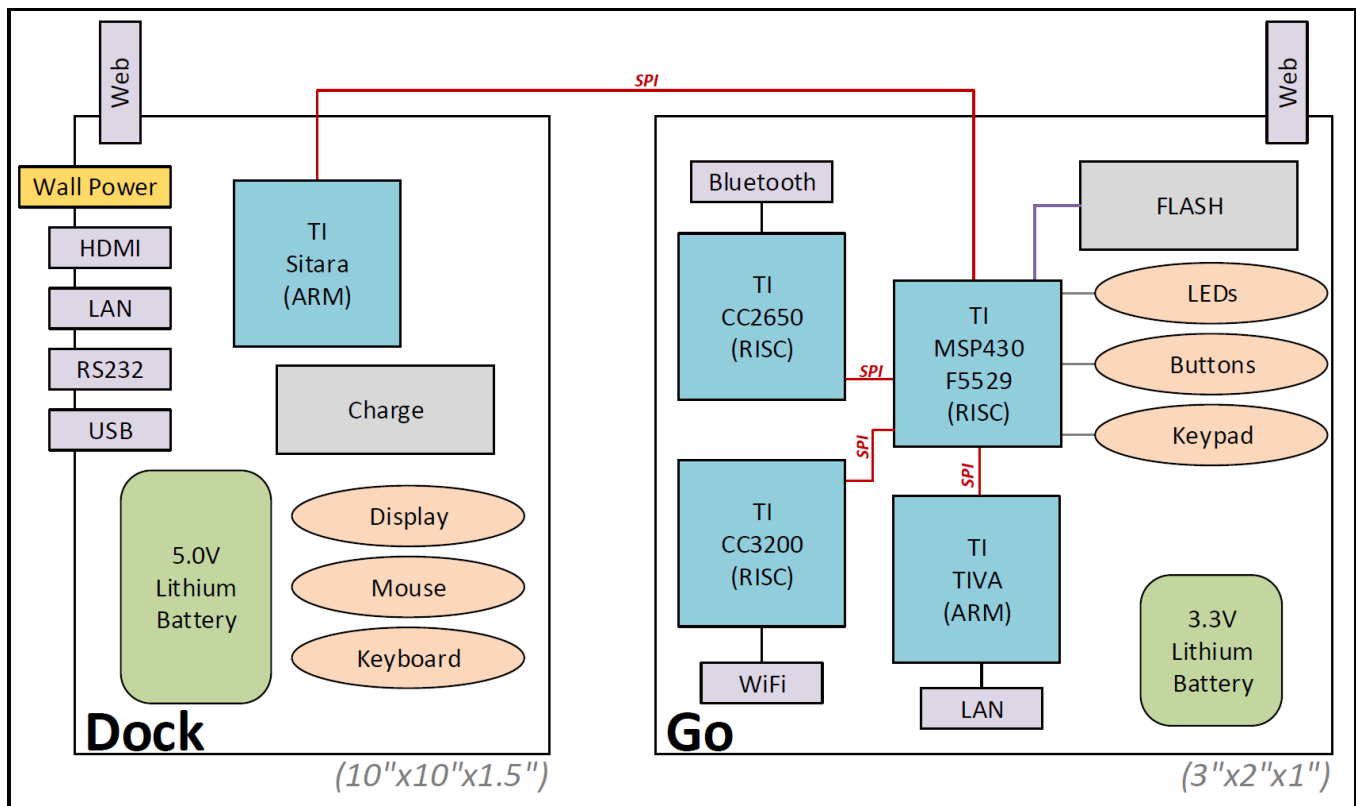 Web
Wall Power
HDMI
LAN
RS232
USB
TI
Sitara
(ARM)
Charge
5.0V
Lithium
Battery
Display
Mouse
Keyboard
Dock
(10"x10"x1.5")
SPI
Web
Bluetooth
TI
CC2650
(RISC)
SPI
TI
MSP430
F5529
(RISC)
FLASH
LEDs
Buttons
Keypad
SPI
SPI
TI
CC3200
(RISC)
WiFi
TI
TIVA
(ARM)
LAN
3.3V
Lithium
Battery
Go
(3"x2"x1")